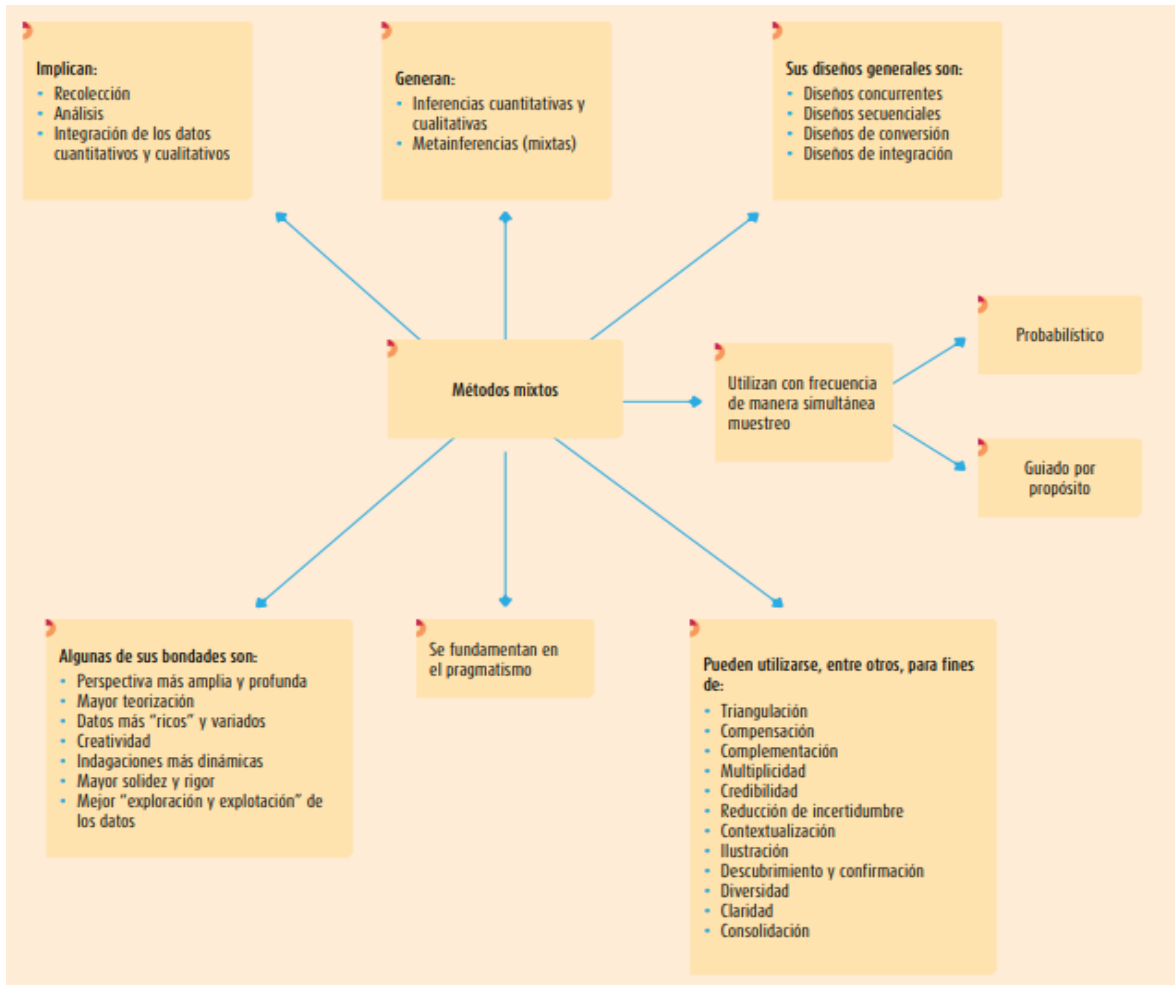 Implican:
• Recolección
• Análisis
• Integración de los datos
cuantitativos y cualitativos
Generan:
• Inferencias cuantitativas y
cualitativas
• Metainferencias (mixtas)
Sus diseños generales son:
• Diseños concurrentes
• Diseños secuenciales
• Diseños de conversión
• Diseños de integración
Métodos mixtos
Utilizan con frecuencia
de manera simultánea
muestreo
Probabilístico
Guiado por
propósito
Algunas de sus bondades son:
• Perspectiva más amplia y profunda
• Mayor teorización
• Datos más “ricos” y variados
• Creatividad
• Indagaciones más dinámicas
• Mayor solidez y rigor
• Mejor “exploración y explotación” de
los datos
Se fundamentan en
el pragmatismo
Pueden utilizarse, entre otros, para fines
de:
• Triangulación
• Compensación
• Complementación
• Multiplicidad
• Credibilidad
• Reducción de incertidumbre
• Contextualización
• Ilustración
• Descubrimiento y confirmación
• Diversidad
• Claridad
• Consolidación